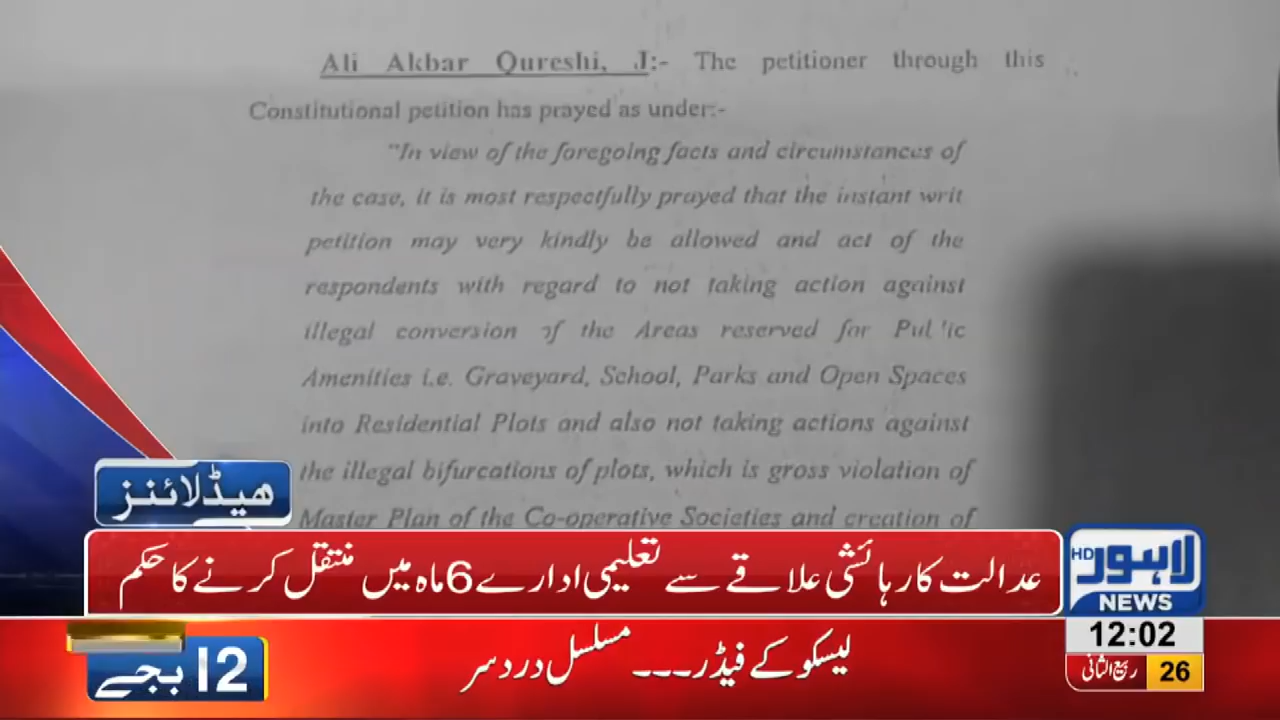 Ali Akbar Qureshi, J:- The petitioner through this
Constitutional petition has prayed as under:-
"In view of the foregoing facts and circumstances of
the case, it is most respectfully prayed that the instant writ
petition may very kindly be allowed and act of the
respondents with regard to not taking action against
illegal conversion of the Areas reserved for Public
Amenities i.e. Graveyard, School, Parks and Open Spaces
into Residential Plots and also not taking actions against
the illegal bifurcations of plots, which is gross violation of
Master Plan of the Co-operative Societies and creation of
ھیڈلائنز
عدالت کا رہائشی علاقے سے تعلیمی ادارے 6 ماہ میں منتقل کرنے کا حکم
لاہور HD
NEWS
12:02
26 ربیع الثانی
لیسکو کے فیڈر۔۔۔ مسلسل درد سر
12 بجے